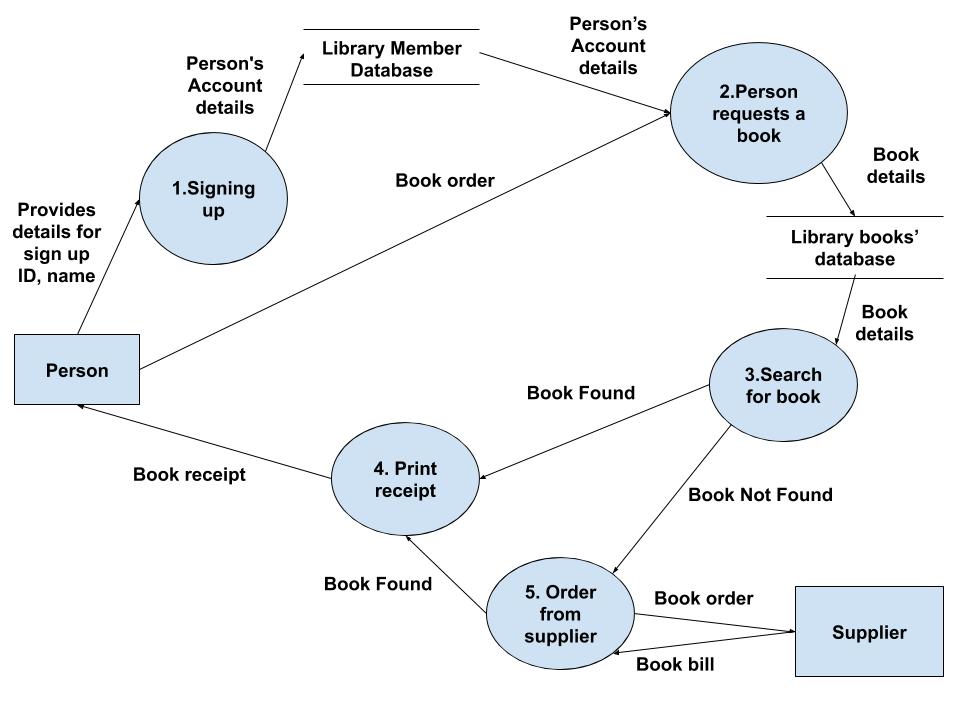 Person’s
Account
details
Library Member
Database
Person's
Account
details
2.Person
requests a
book
Book
details
Book order
1.Signing
up
Provides
details for
sign up
ID, name
Library books’
database
Book
details
Person
3.Search
for book
Book Found
4. Print
receipt
Book receipt
Book Not Found
Book Found
5. Order
from
supplier
Book order
Supplier
Book bill